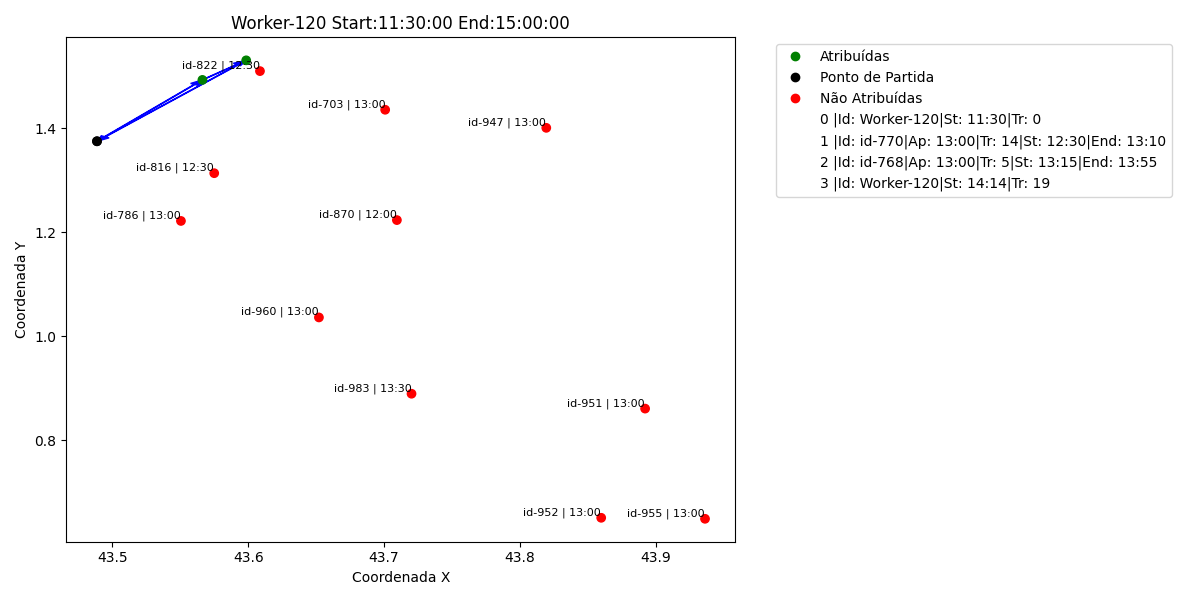 Worker-120 Start:11:30:00 End:15:00:00
id-822 | 12:30
id-703 | 13:00
id-947 | 13:00
id-816 | 12:30
id-786 | 13:00
id-870 | 12:00
id-960 | 13:00
id-983 | 13:30
id-951 | 13:00
id-952 | 13:00
id-955 | 13:00
1.4
1.2
1.0
0.8
Coordenada Y
43.5
43.6
43.7
43.8
43.9
Coordenada X
Atribuídas
Ponto de Partida
Não Atribuídas
0 |Id: Worker-120|St: 11:30|Tr: 0
1 |Id: id-770|Ap: 13:00|Tr: 14|St: 12:30|End: 13:10
2 |Id: id-768|Ap: 13:00|Tr: 5|St: 13:15|End: 13:55
3 |Id: Worker-120|St: 14:14|Tr: 19